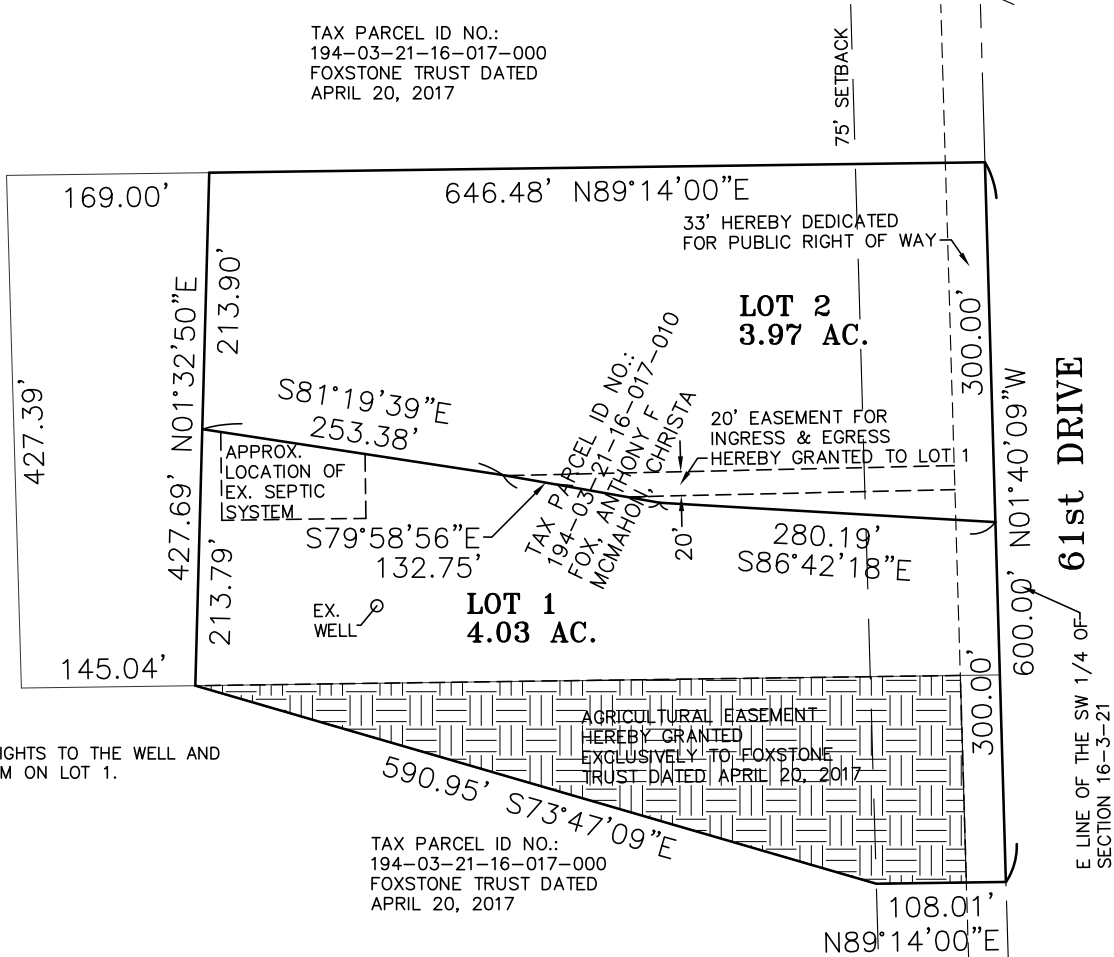 TAX PARCEL ID NO.:
194-03-21-16-017-000
FOXSTONE TRUST DATED
APRIL 20, 2017
75' SETBACK
169.00'
646.48' N89°14'00"E
33' HEREBY DEDICATED
FOR PUBLIC RIGHT OF WAY
427.39'
427.69' N01°32'50"E
213.90'
LOT 2
3.97 AC.
300.00'
S81°19'39"E
253.38'
APPROX.
LOCATION OF
EX. SEPTIC
SYSTEM
TAX PARCEL ID NO.:
194-03-21-16-017-010
FOX, ANTHONY F
MCMAHON, CHRISTA
20' EASEMENT FOR
INGRESS & EGRESS
HEREBY GRANTED TO LOT 1
S79°58'56"E
132.75'
20'
280.19'
S86°42'18"E
600.00' N01°40'09"W
61st DRIVE
213.79'
EX.
WELL
LOT 1
4.03 AC.
145.04'
300.00'
E LINE OF THE SW 1/4 OF
SECTION 16-3-21
AGRICULTURAL EASEMENT
HEREBY GRANTED
EXCLUSIVELY TO FOXSTONE
TRUST DATED APRIL 20, 2017
IGHTS TO THE WELL AND
M ON LOT 1.
590.95' S73°47'09"E
TAX PARCEL ID NO.:
194-03-21-16-017-000
FOXSTONE TRUST DATED
APRIL 20, 2017
108.01'
N89°14'00"E